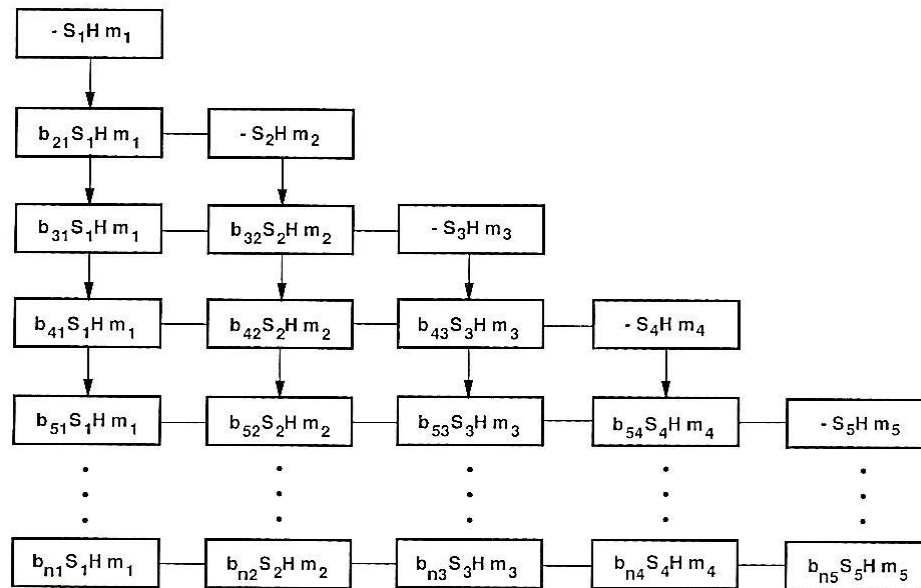 - S₁H m₁
b₂₁S₁H m₁ - S₂H m₂
b₃₁S₁H m₁ b₃₂S₂H m₂ - S₃H m₃
b₄₁S₁H m₁ b₄₂S₂H m₂ b₄₃S₃H m₃ - S₄H m₄
b₅₁S₁H m₁ b₅₂S₂H m₂ b₅₃S₃H m₃ b₅₄S₄H m₄ - S₅H m₅
bₙ₁S₁H m₁ bₙ₂S₂H m₂ bₙ₃S₃H m₃ bₙ₄S₄H m₄ bₙ₅S₅H m₅